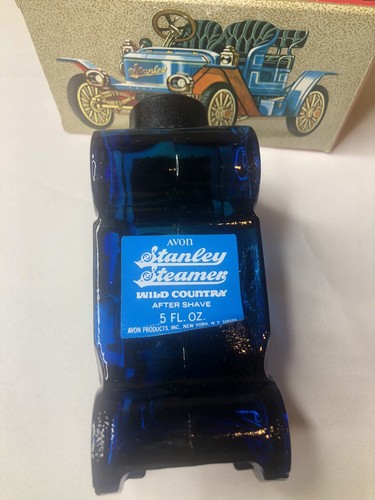 Stanley
AVON
Stanley
Steamer
WILD COUNTRY
AFTER SHAVE
5 FL. OZ.
AVON PRODUCTS, INC. NEW YORK, N.Y.